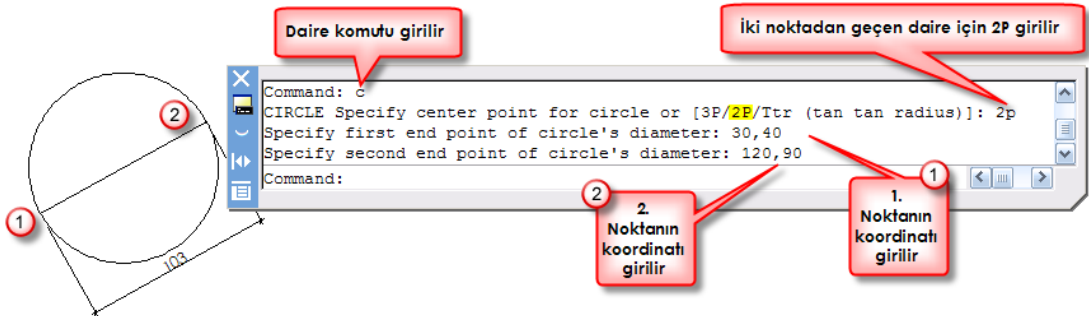 Daire komutu girilir
İki noktadan geçen daire için 2P girilir
Command: c
CIRCLE Specify center point for circle or [3P/2P/Ttr (tan tan radius)]: 2p
Specify first end point of circle's diameter: 30,40
Specify second end point of circle's diameter: 120,90
Command:
2
1
103
2
2.
Noktanın
koordinatı
girilir
1
1.
Noktanın
koordinatı
girilir